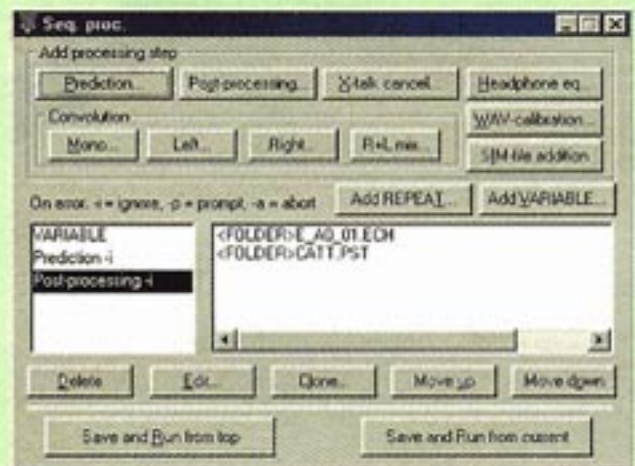 Seq. proc.
Add processing step
Prediction...
Post-processing...
X-talk cancel...
Headphone eq...
Convolution
WAV-calibration...
Mono...
Left...
Right...
R+L mix...
SIM-file addition
On error: -i = ignore, -p = prompt, -a = abort
Add REPEAT...
Add VARIABLE...
VARIABLE
Prediction -i
Post-processing -i
<FOLDER>E_A0_01.ECH
<FOLDER>CATT.PST
Delete
Edit...
Clone...
Move up
Move down
Save and Run from top
Save and Run from current